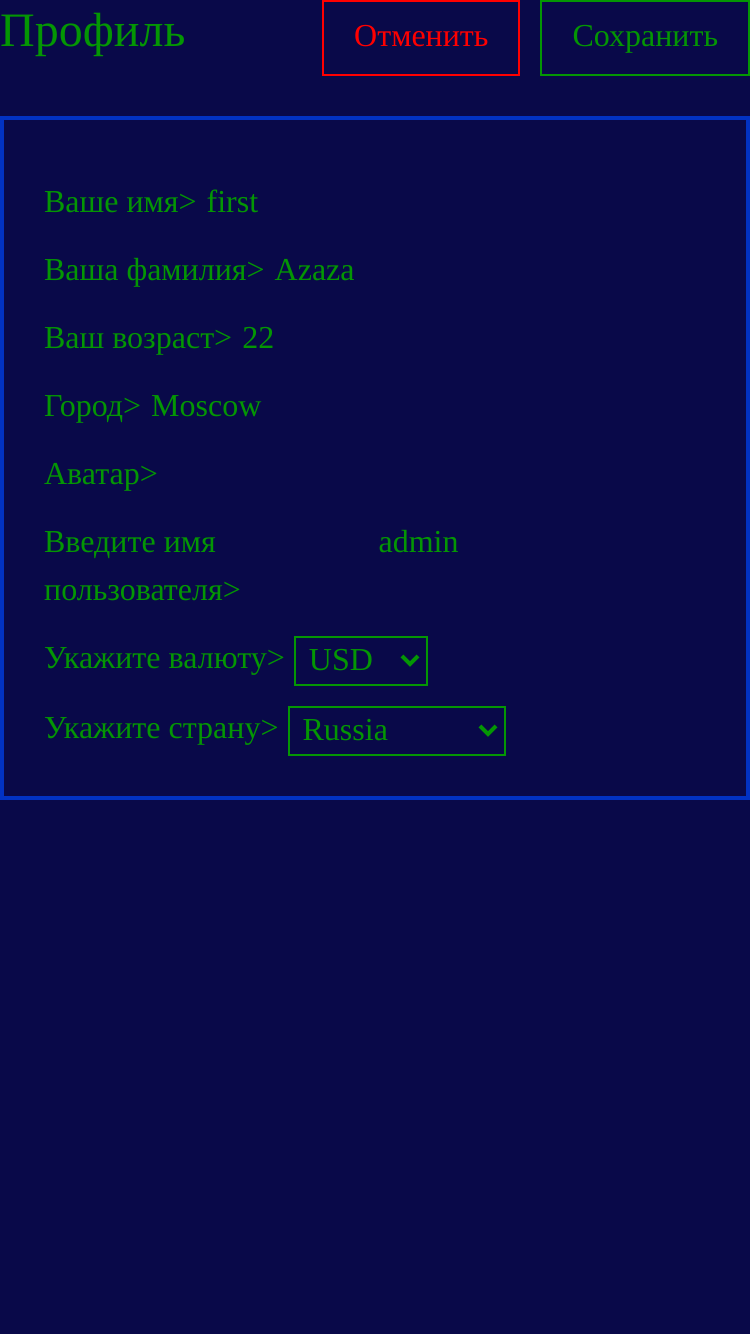 Профиль
Отменить
Сохранить
Ваше имя> first
Ваша фамилия> Azaza
Ваш возраст> 22
Город> Moscow
Аватар>
Введите имя admin
пользователя>
Укажите валюту> USD
Укажите страну> Russia